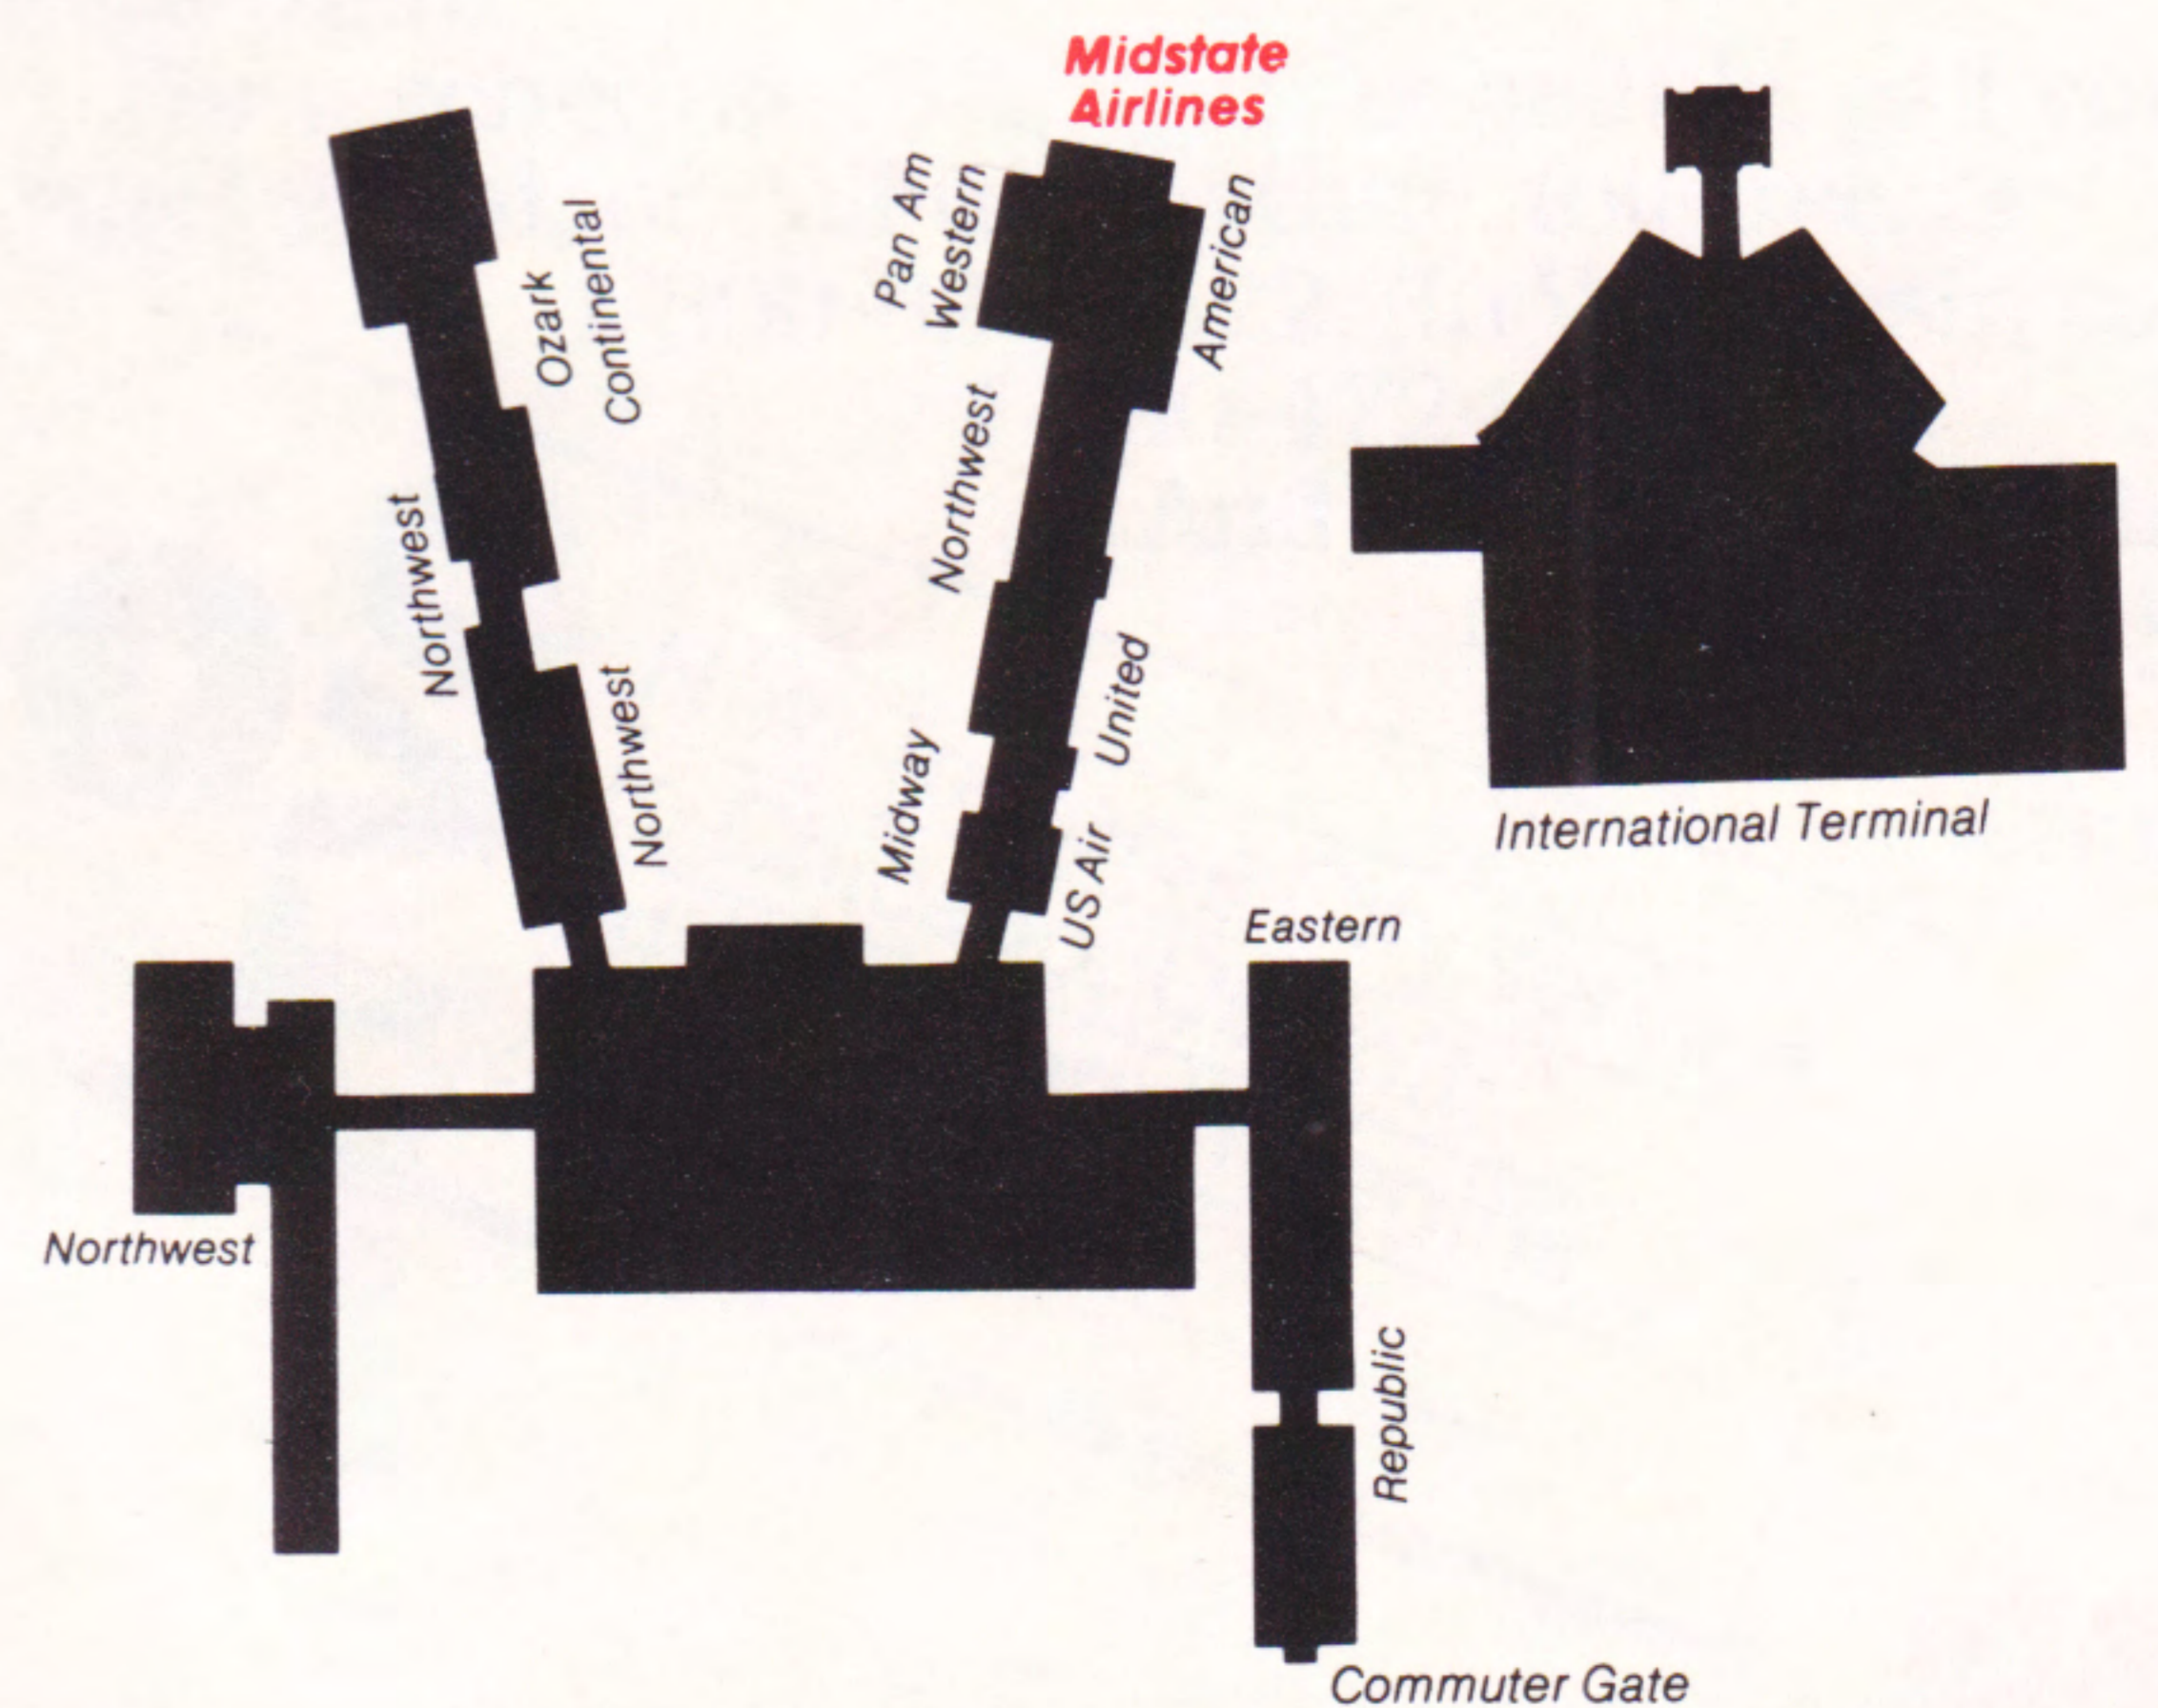 Midstate
Airlines
Pan Am
Western
American
Ozark
Continental
Northwest
Northwest
Northwest
United
Midway
US Air
International Terminal
Eastern
Northwest
Republic
Commuter Gate